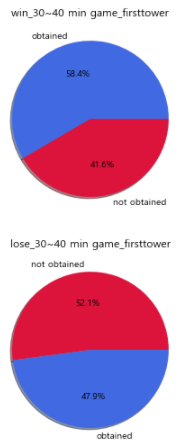 win_30~40 min game_firsttower
obtained
58.4%
41.6%
not obtained
lose_30~40 min game_firsttower
not obtained
52.1%
47.9%
obtained